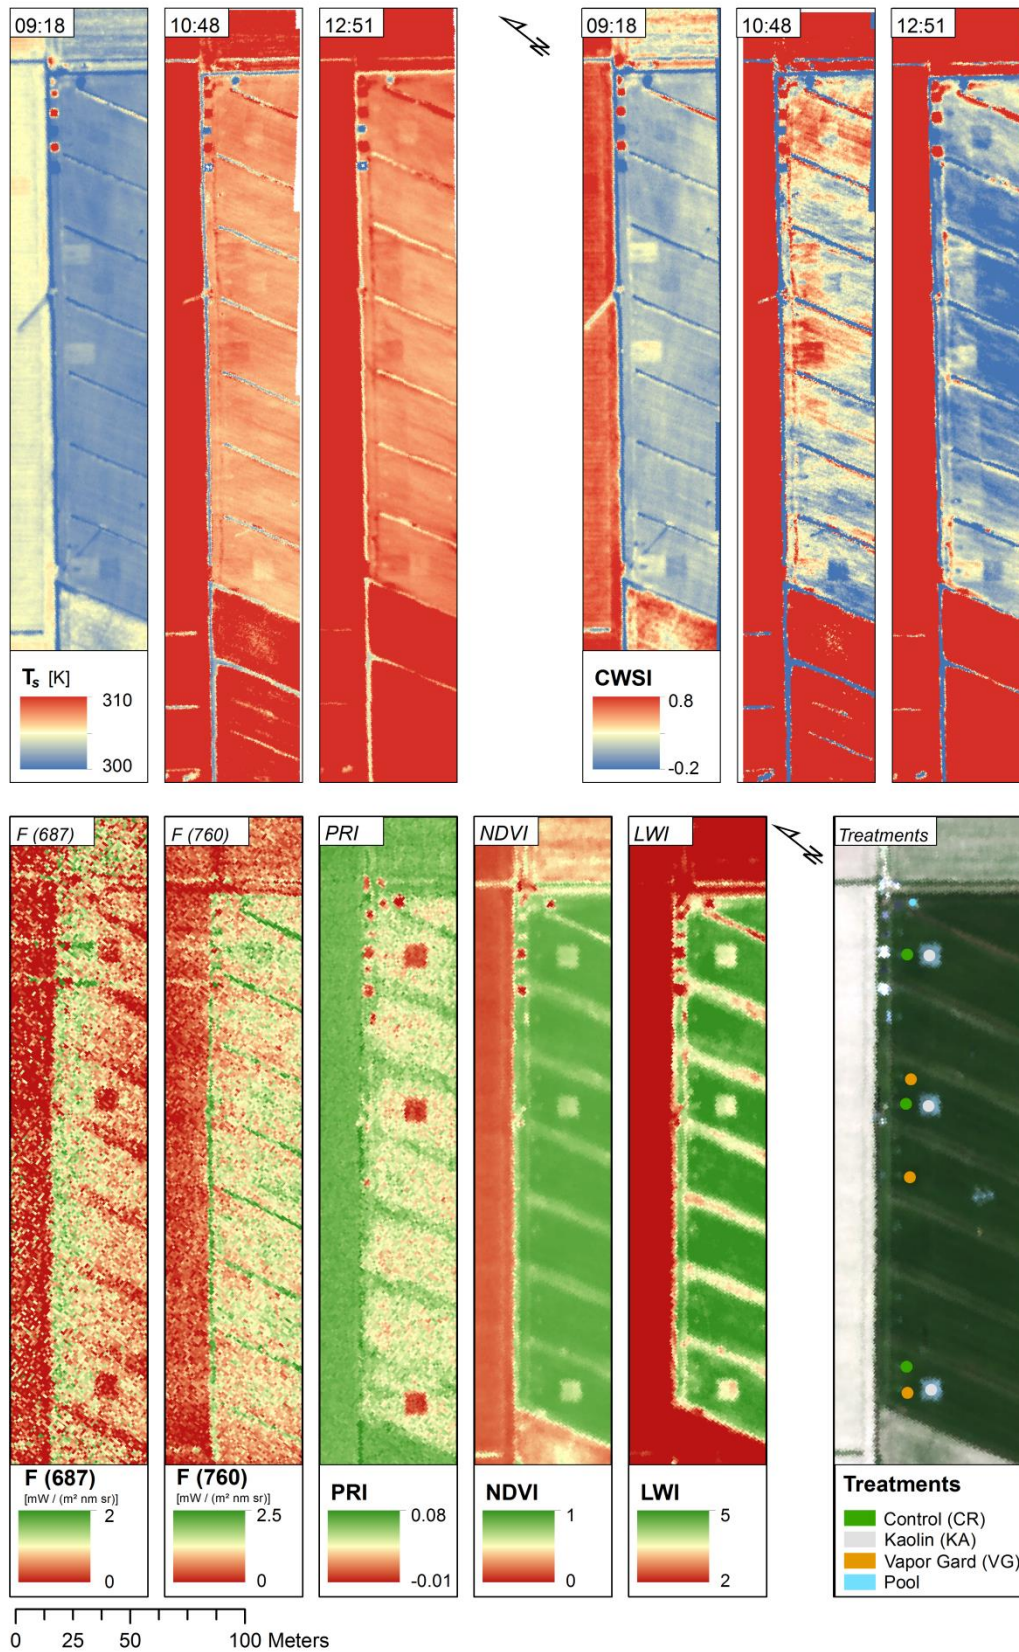 09:18
10:48
12:51
N
09:18
10:48
12:51
Ts [K]
310
300
CWSI
0.8
-0.2
F (687)
F (760)
PRI
NDVI
LWI
N
Treatments
F (687)
[mW / (m² nm sr)]
2
0
F (760)
[mW / (m² nm sr)]
2.5
0
PRI
0.08
-0.01
NDVI
1
0
LWI
5
2
Treatments
Control (CR)
Kaolin (KA)
Vapor Gard (VG)
Pool
0 25 50 100 Meters